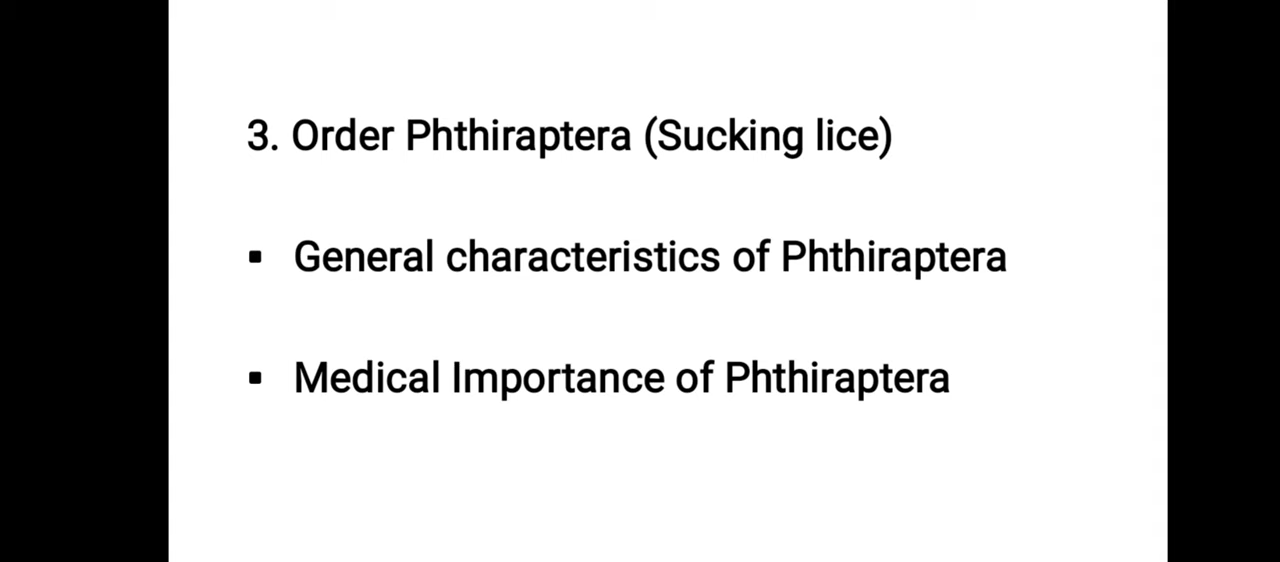 3. Order Phthiraptera (Sucking lice)
▪ General characteristics of Phthiraptera
▪ Medical Importance of Phthiraptera